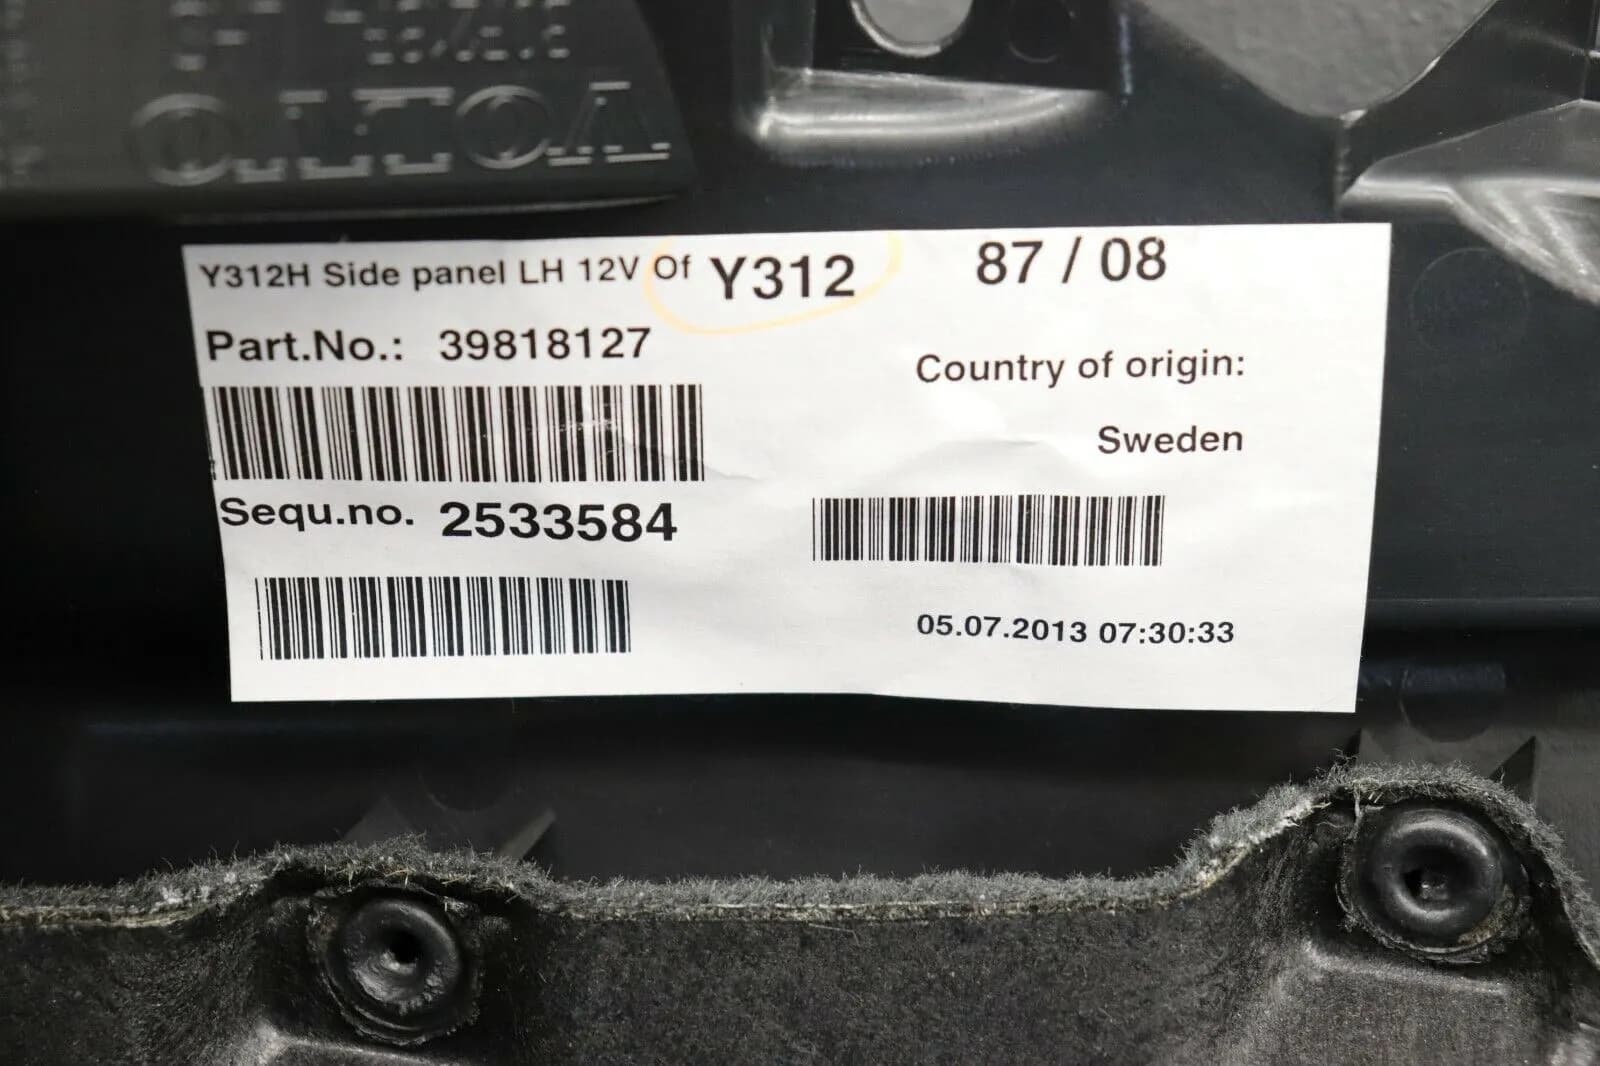 VOLVO
Y312H Side panel LH 12V Of Y312 87 / 08
Part.No.: 39818127
Country of origin:
Sweden
Sequ.no. 2533584
05.07.2013 07:30:33